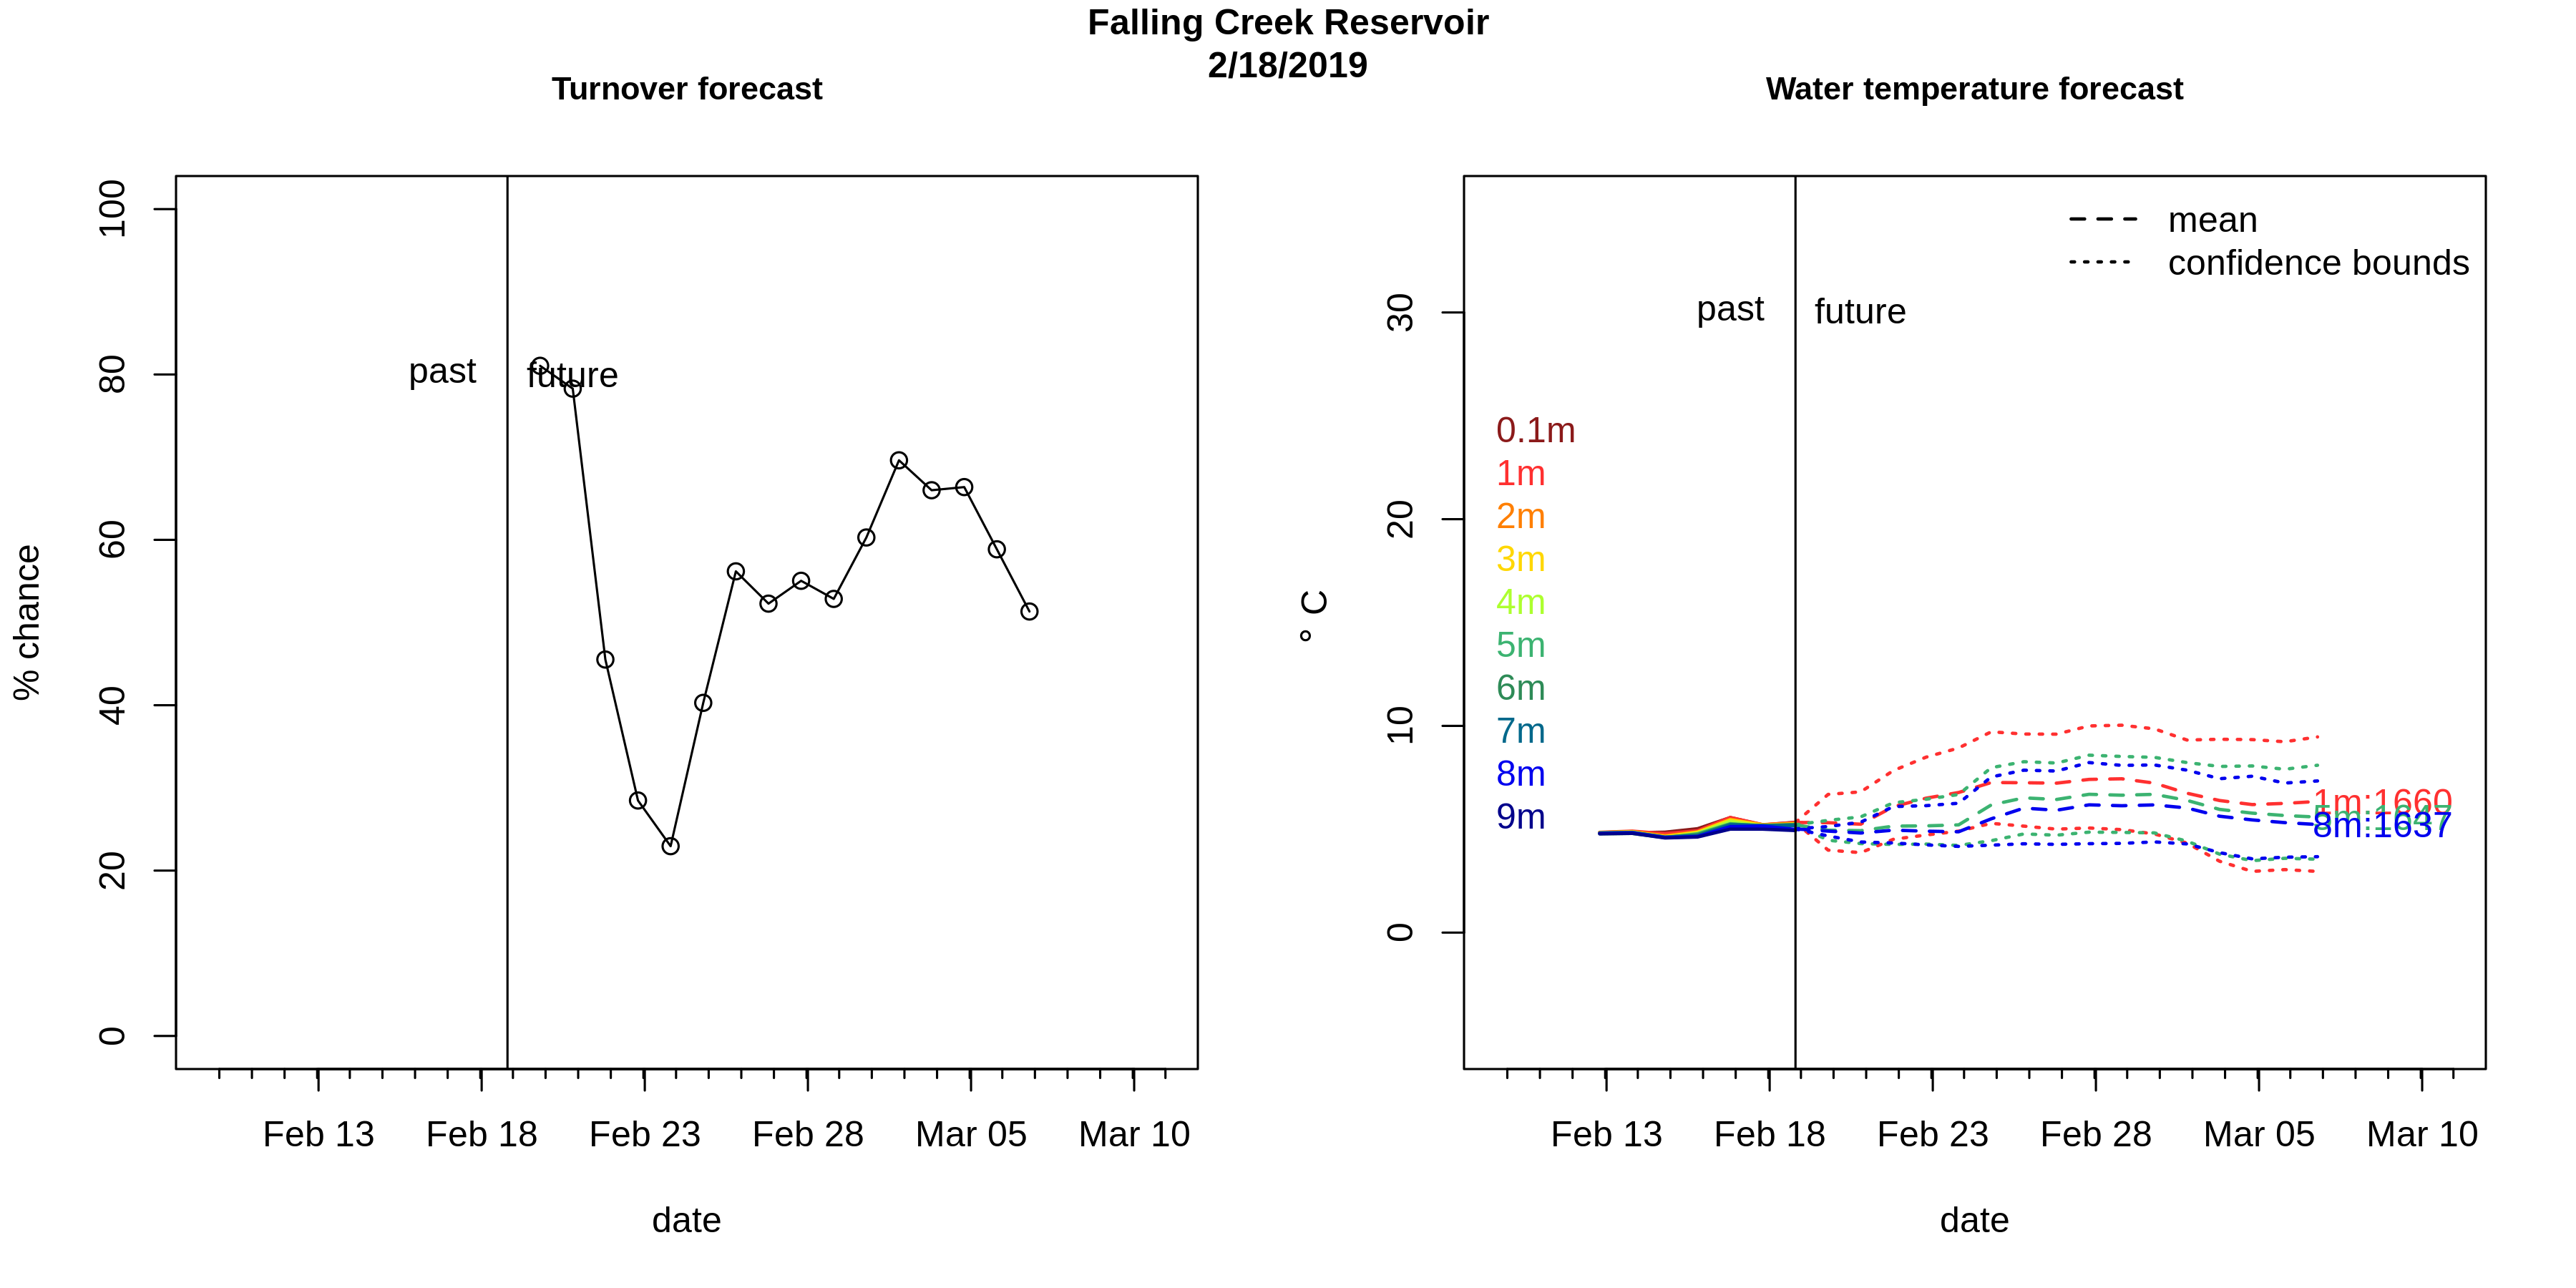 Falling Creek Reservoir
2/18/2019
Turnover forecast
% chance
100
80
60
40
20
0
past
future
Feb 13 Feb 18 Feb 23 Feb 28 Mar 05 Mar 10
date
Water temperature forecast
° C
30
20
10
0
mean
confidence bounds
past
future
0.1m
1m
2m
3m
4m
5m
6m
7m
8m
9m
1m:1660
8m:1637
Feb 13 Feb 18 Feb 23 Feb 28 Mar 05 Mar 10
date